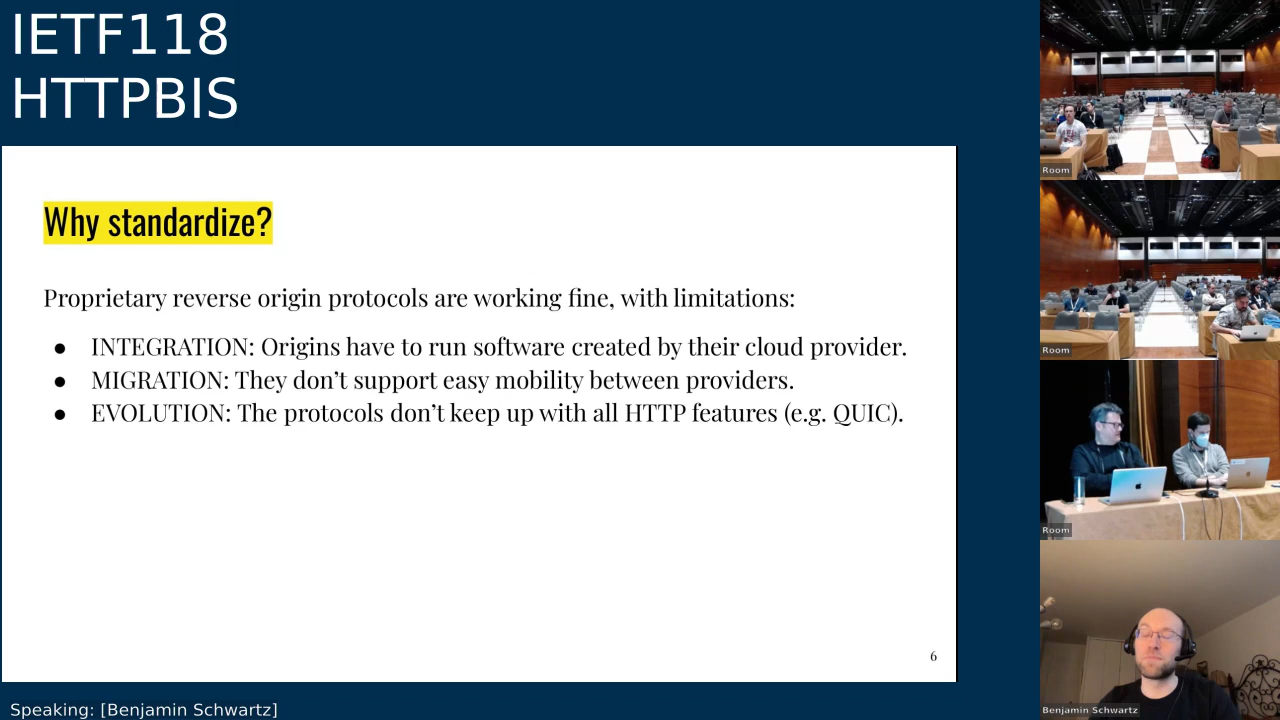 IETF118
HTTPBIS
Why standardize?
Proprietary reverse origin protocols are working fine, with limitations:
● INTEGRATION: Origins have to run software created by their cloud provider.
● MIGRATION: They don’t support easy mobility between providers.
● EVOLUTION: The protocols don’t keep up with all HTTP features (e.g. QUIC).
6
Speaking: [Benjamin Schwartz]
Room
Room
Room
Benjamin Schwartz